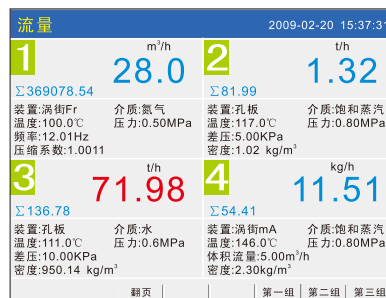 流量 2009-02-20 15:37:31
1 m³/h 28.0
Σ369078.54
装置:涡街Fr 介质:氮气
温度:100.0℃ 压力:0.50MPa
频率:12.01Hz
压缩系数:1.0011
2 t/h 1.32
Σ81.99
装置:孔板 介质:饱和蒸汽
温度:117.0℃ 压力:0.80MPa
差压:5.00KPa
密度:1.02 kg/m³
3 t/h 71.98
Σ136.78
装置:孔板 介质:水
温度:111.0℃ 压力:0.6MPa
差压:10.00KPa
密度:950.14 kg/m³
4 kg/h 11.51
Σ54.41
装置:涡街mA 介质:饱和蒸汽
温度:146.0℃ 压力:0.80MPa
体积流量:5.00m³/h
密度:2.30kg/m³
翻页 第一组 第二组 第三组